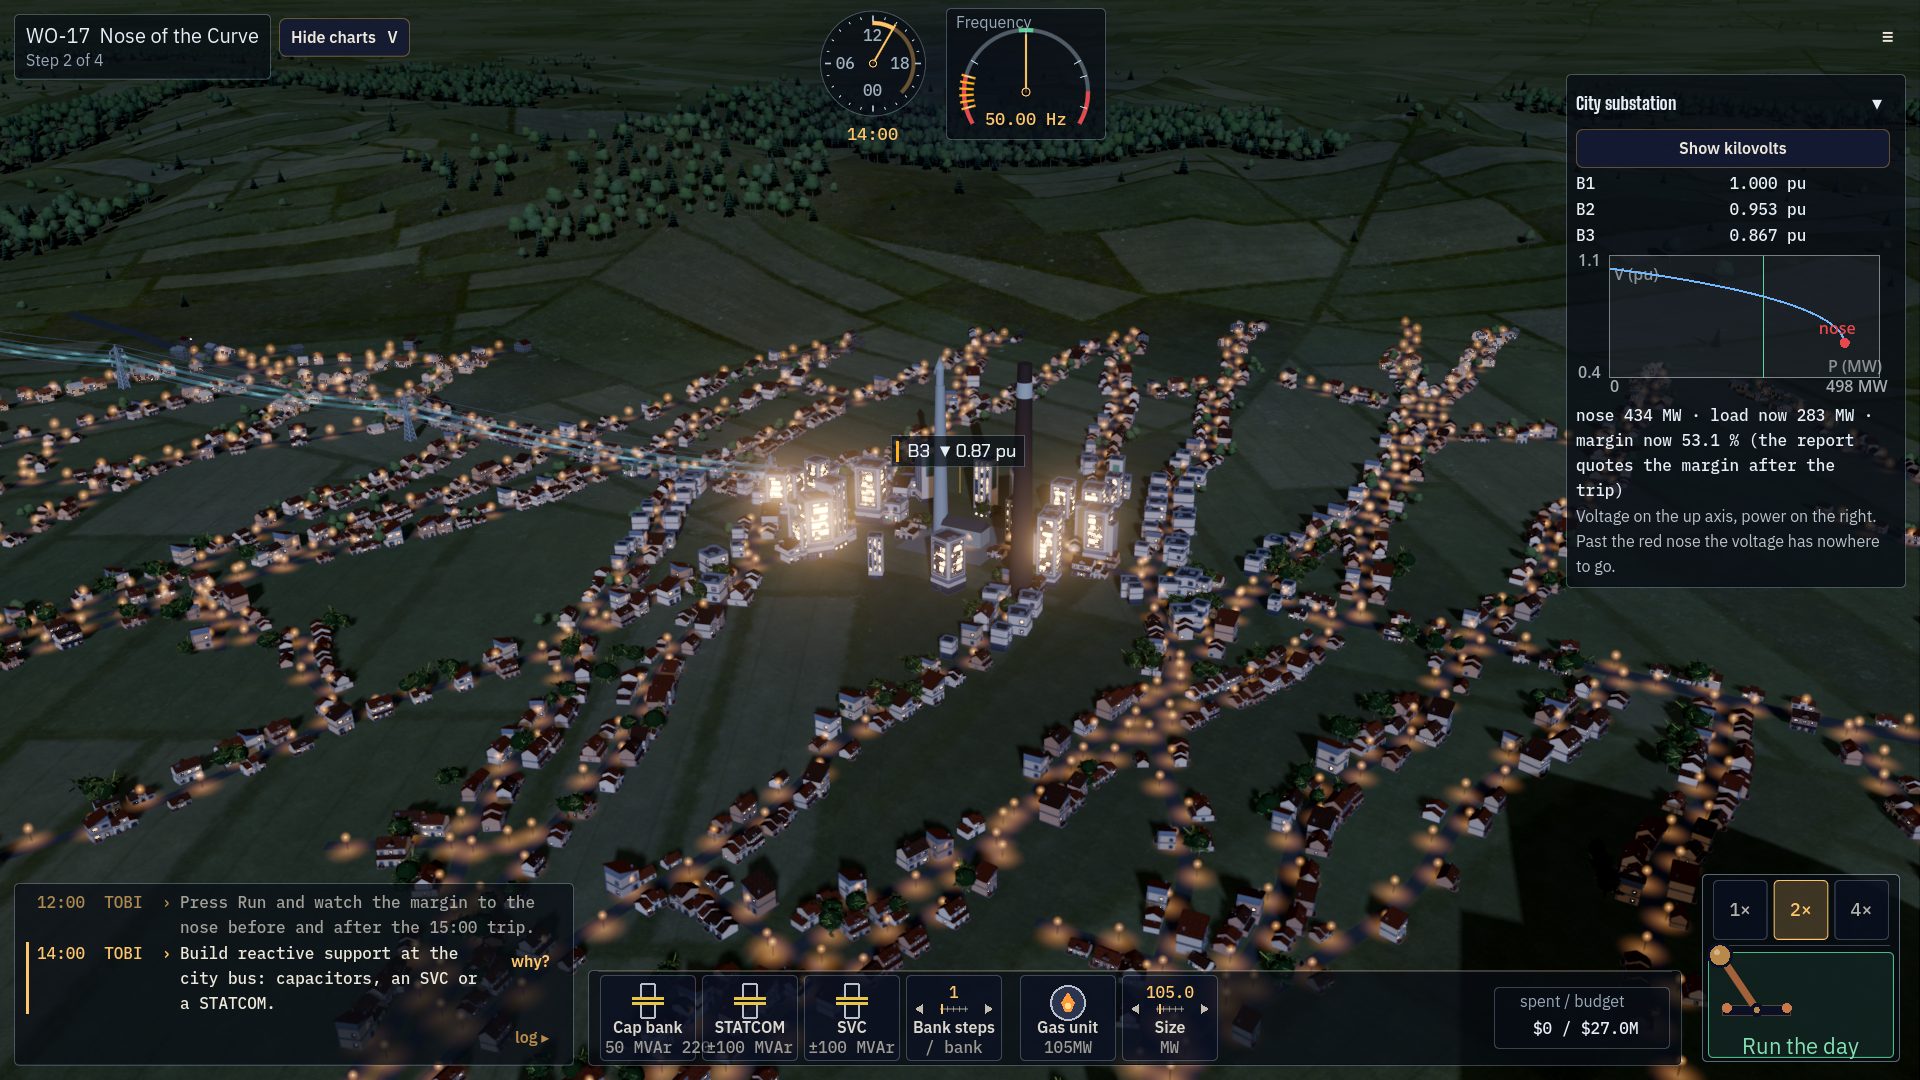 WO-17 Nose of the Curve
Step 2 of 4
Hide charts V
12
06
18
00
14:00
Frequency
50.00 Hz
≡
City substation ▼
Show kilovolts
B1 1.000 pu
B2 0.953 pu
B3 0.867 pu
1.1
V (pu)
nose
P (MW)
0.4
0
498 MW
nose 434 MW · load now 283 MW ·
margin now 53.1 % (the report
quotes the margin after the
trip)
Voltage on the up axis, power on the right.
Past the red nose the voltage has nowhere
to go.
B3 ▼ 0.87 pu
12:00 TOBI › Press Run and watch the margin to the
nose before and after the 15:00 trip.
14:00 TOBI › Build reactive support at the
city bus: capacitors, an SVC or
a STATCOM.
why?
log ▸
Cap bank
50 MVAr 220
STATCOM
±100 MVAr
SVC
±100 MVAr
1
Bank steps
/ bank
Gas unit
105MW
105.0
Size
MW
spent / budget
$0 / $27.0M
1×
2×
4×
Run the day